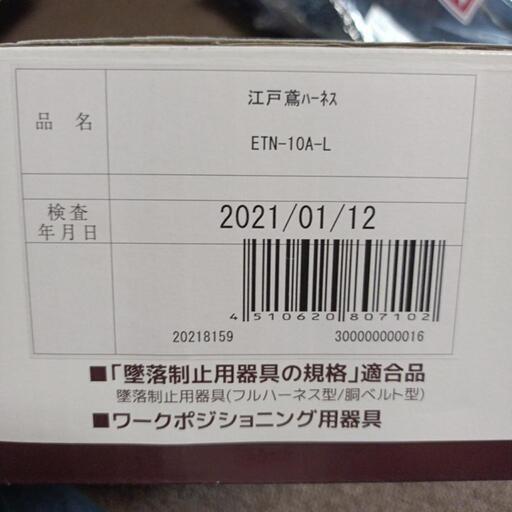 品名
江戸鳶ハーネス
ETN-10A-L
検査
年月日
2021/01/12
4 510620 807102
20218159
300000000016
■「墜落制止用器具の規格」適合品
墜落制止用器具(フルハーネス型/胴ベルト型)
■ワークポジショニング用器具